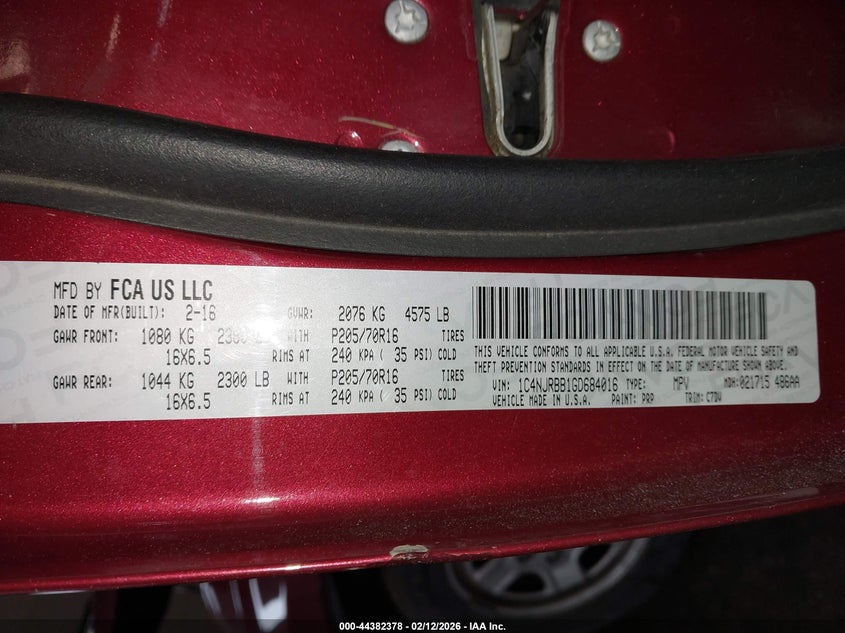 MFD BY FCA US LLC
DATE OF MFR(BUILT): 2-16 GVWR: 2076 KG 4575 LB
GAWR FRONT: 1080 KG LB WITH P205/70R16 TIRES
16X6.5 RIMS AT 240 KPA ( 35 PSI) COLD
GAWR REAR: 1044 KG 2300 LB WITH P205/70R16 TIRES
16X6.5 RIMS AT 240 KPA ( 35 PSI) COLD
THIS VEHICLE CONFORMS TO ALL APPLICABLE U.S.A. FEDERAL MOTOR VEHICLE SAFETY AND
THEFT PREVENTION STANDARDS IN EFFECT ON THE DATE OF MANUFACTURE SHOWN ABOVE.
VIN: 1C4NJRBB1GD684016 TYPE: MPV MDH: 021715 486AA
VEHICLE MADE IN U.S.A. PAINT: PRP TRIM: C7DV
000-44382378 - 02/12/2026 - IAA Inc.